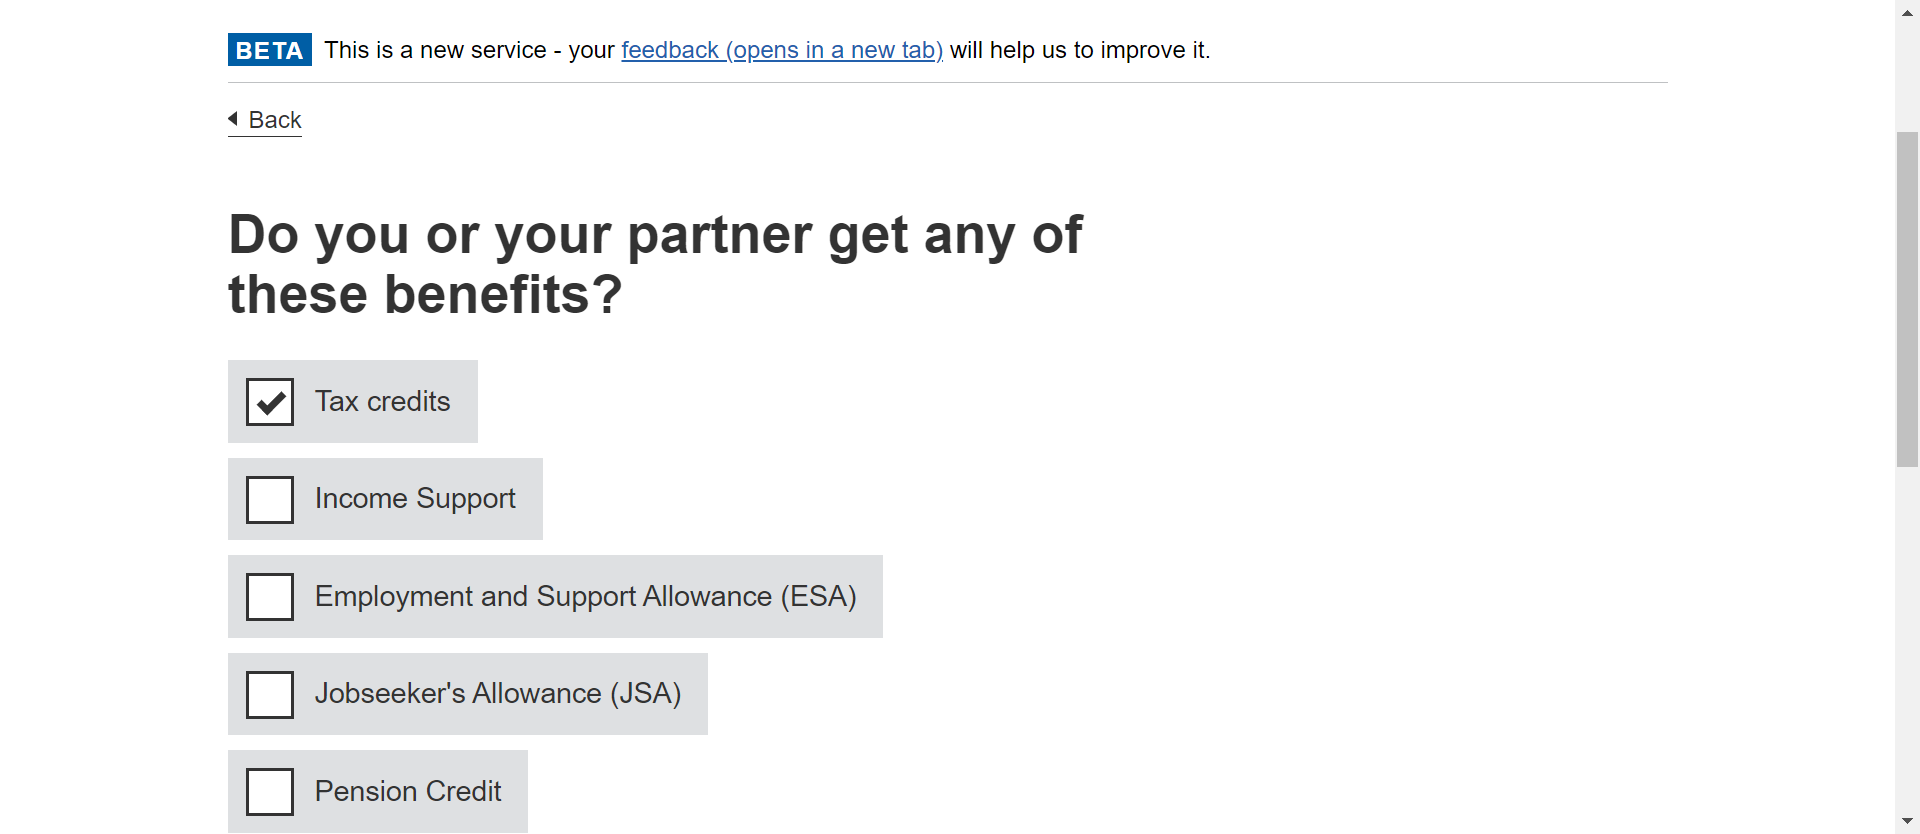 BETA This is a new service - your feedback (opens in a new tab) will help us to improve it.
Back
Do you or your partner get any of
these benefits?
Tax credits
Income Support
Employment and Support Allowance (ESA)
Jobseeker's Allowance (JSA)
Pension Credit